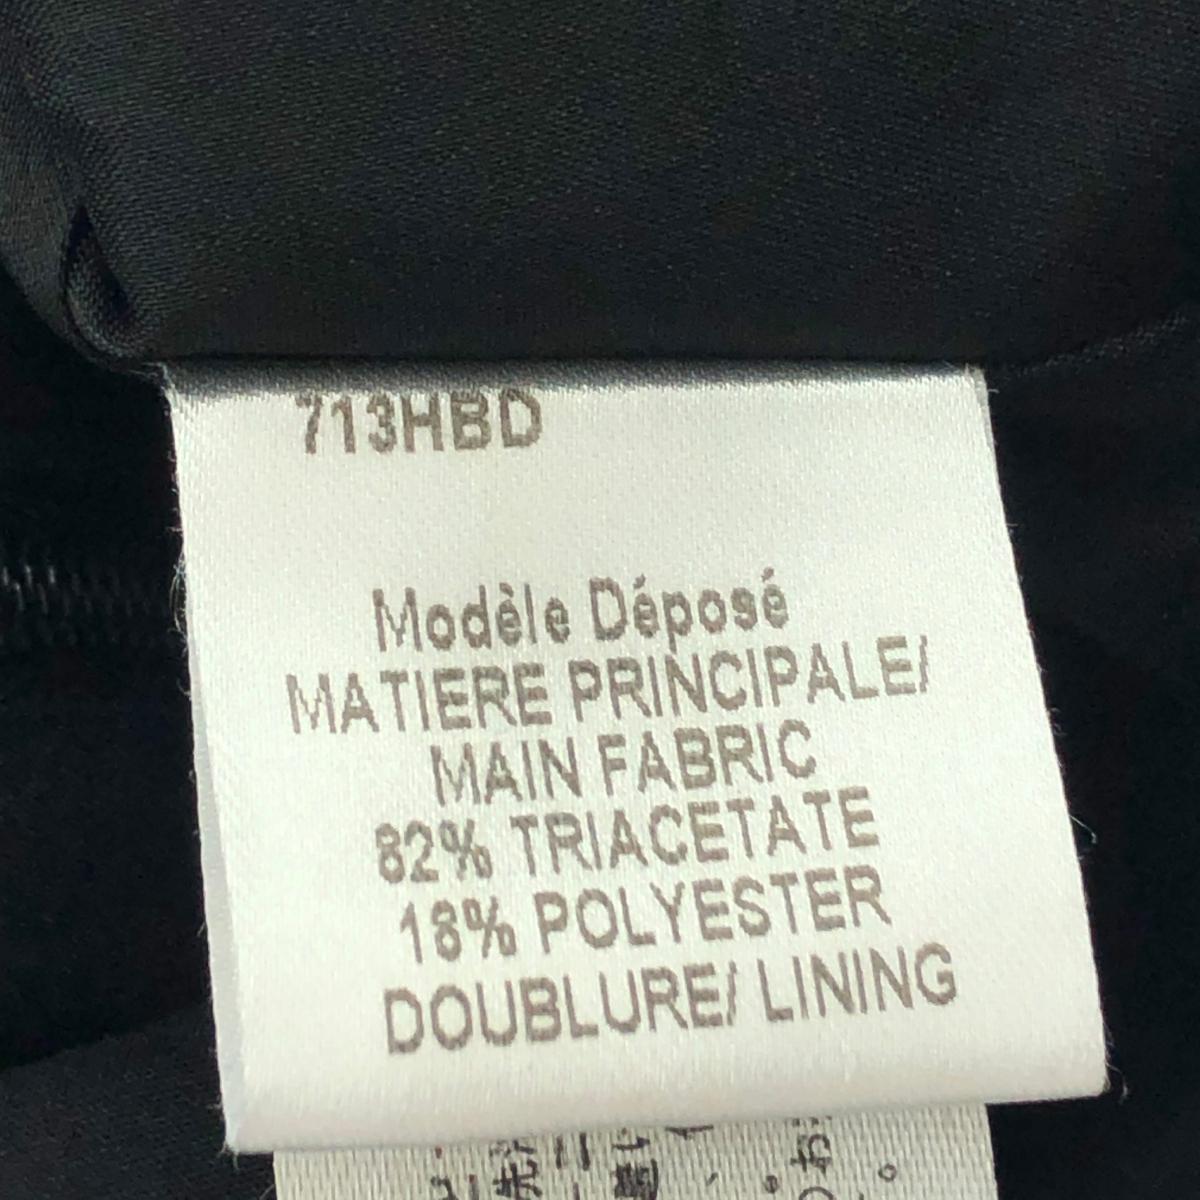 713HBD
Modèle Déposé
MATIERE PRINCIPALE/
MAIN FABRIC
82% TRIACETATE
18% POLYESTER
DOUBLURE/ LINING